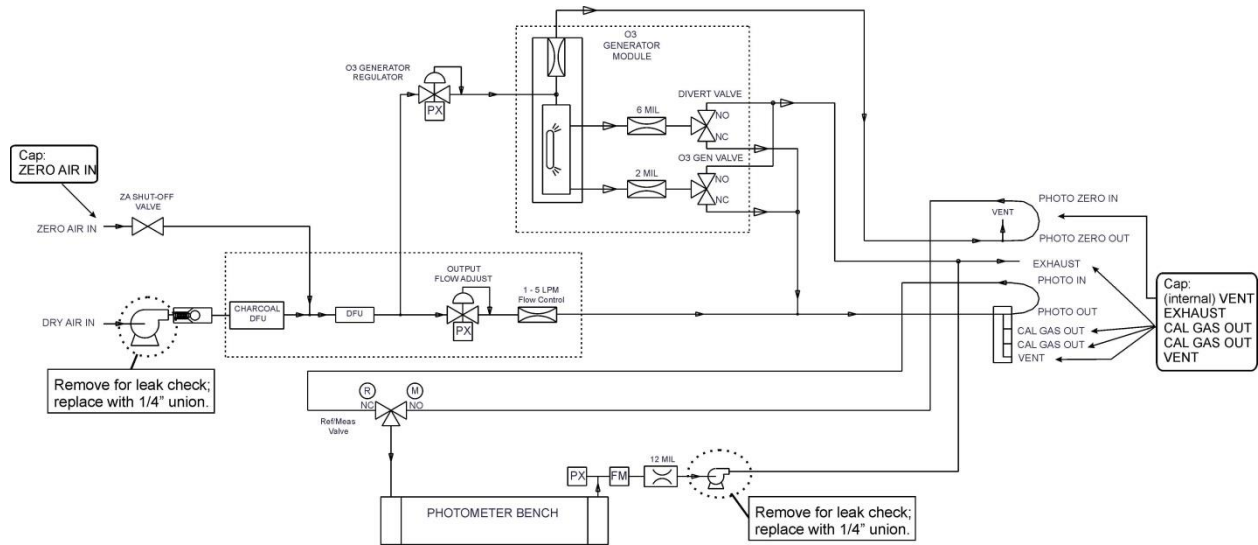 O3
GENERATOR
MODULE
O3 GENERATOR
REGULATOR
PX
6 MIL
DIVERT VALVE
NO
NC
O3 GEN VALVE
2 MIL
NO
NC
Cap:
ZERO AIR IN
ZA SHUT-OFF
VALVE
ZERO AIR IN
PHOTO ZERO IN
VENT
PHOTO ZERO OUT
EXHAUST
PHOTO IN
PHOTO OUT
CAL GAS OUT
CAL GAS OUT
VENT
Cap:
(internal) VENT
EXHAUST
CAL GAS OUT
CAL GAS OUT
VENT
OUTPUT
FLOW ADJUST
1 - 5 LPM
Flow Control
CHARCOAL
DFU
DFU
PX
DRY AIR IN
Remove for leak check;
replace with 1/4" union.
R
M
NC
NO
Ref/Meas
Valve
PX
FM
12 MIL
PHOTOMETER BENCH
Remove for leak check;
replace with 1/4" union.